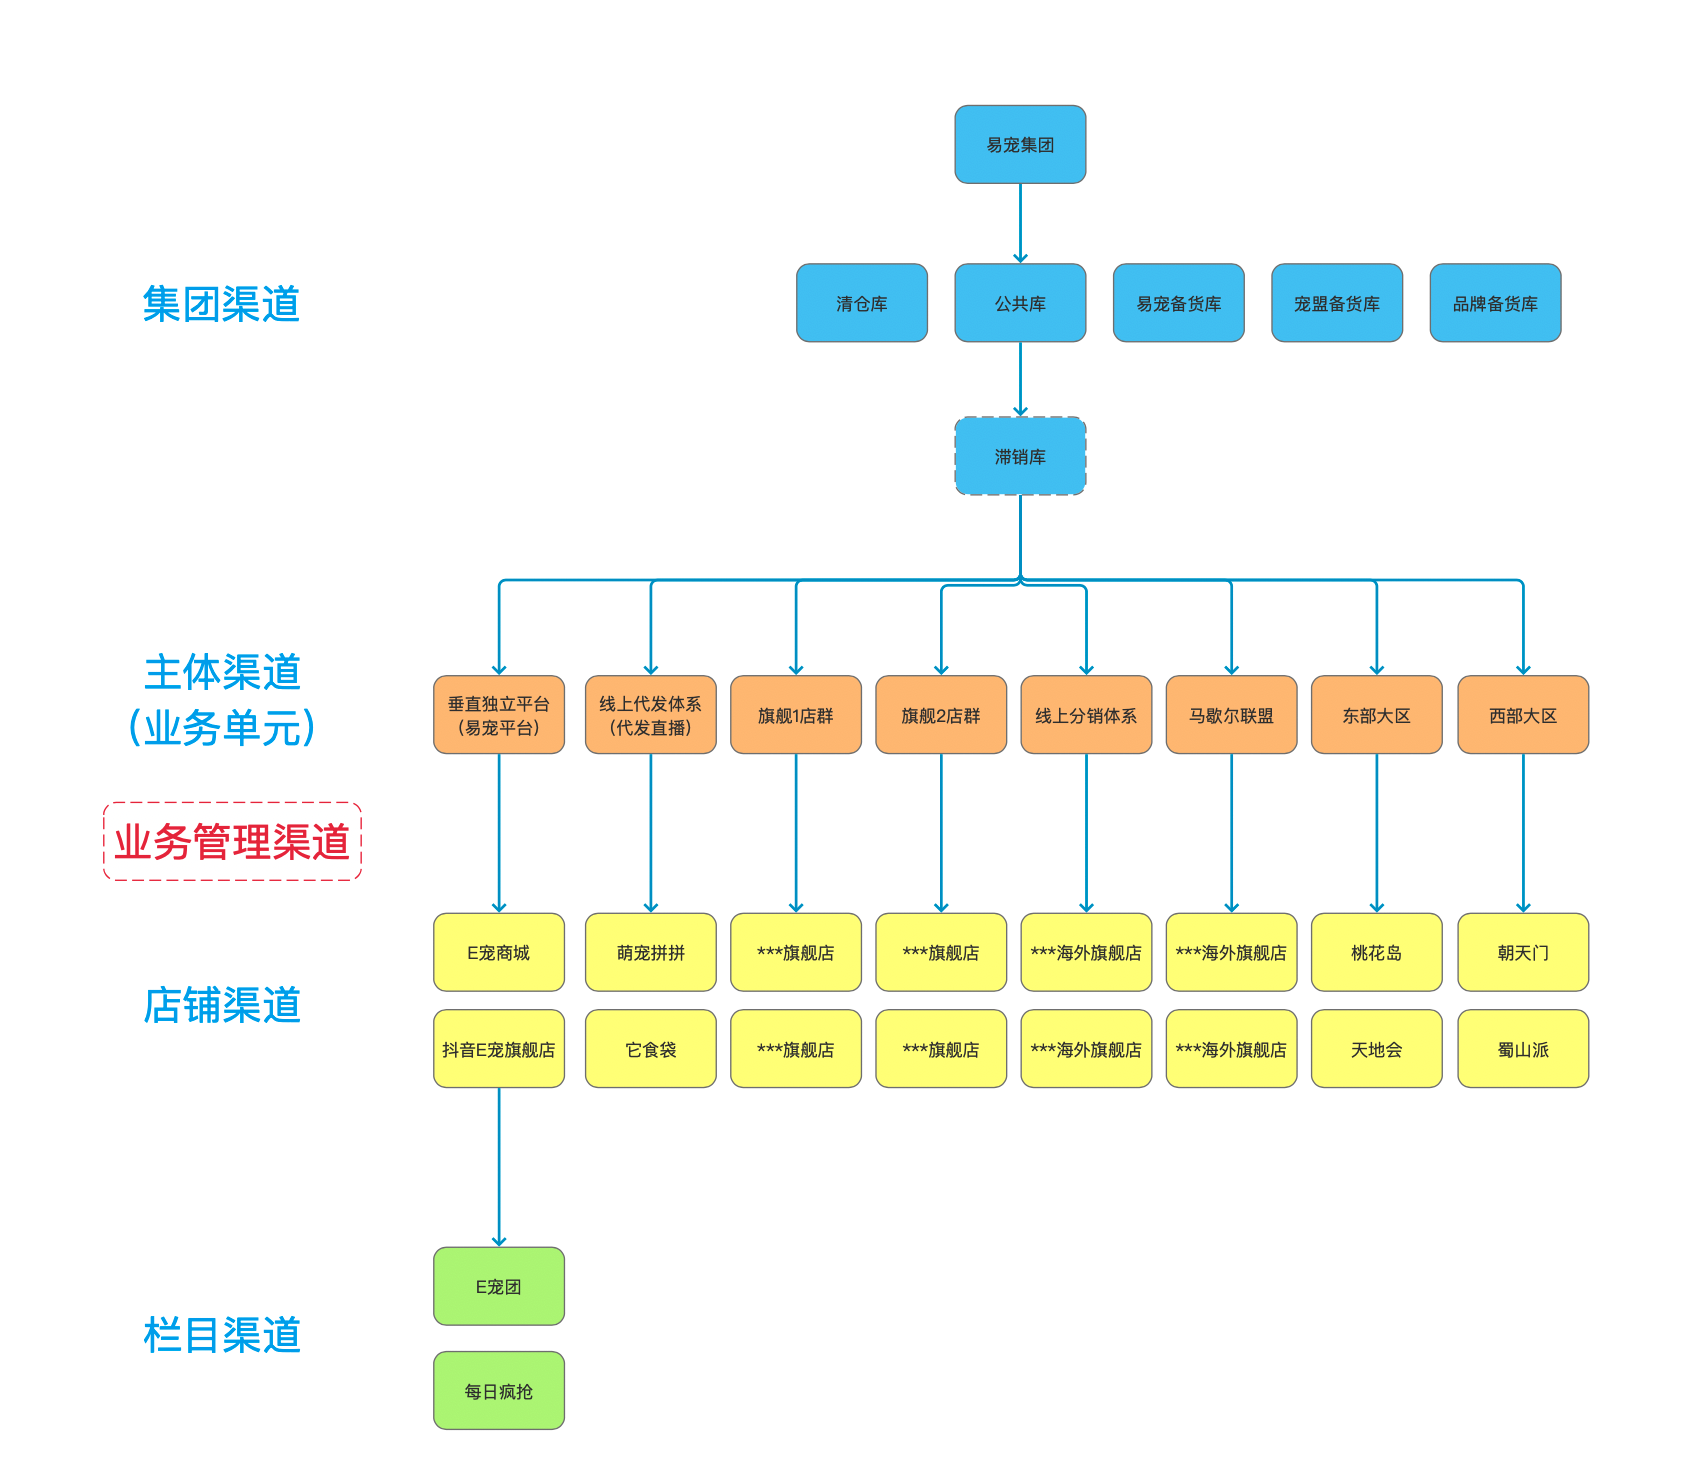 易宠集团
集团渠道
清仓库
公共库
易宠备货库
宠盟备货库
品牌备货库
滞销库
主体渠道
(业务单元)
垂直独立平台
(易宠平台)
线上代发体系
(代发直播)
旗舰1店群
旗舰2店群
线上分销体系
马歇尔联盟
东部大区
西部大区
业务管理渠道
店铺渠道
E宠商城
萌宠拼拼
***旗舰店
***旗舰店
***海外旗舰店
***海外旗舰店
桃花岛
朝天门
抖音E宠旗舰店
它食袋
***旗舰店
***旗舰店
***海外旗舰店
***海外旗舰店
天地会
蜀山派
栏目渠道
E宠团
每日疯抢